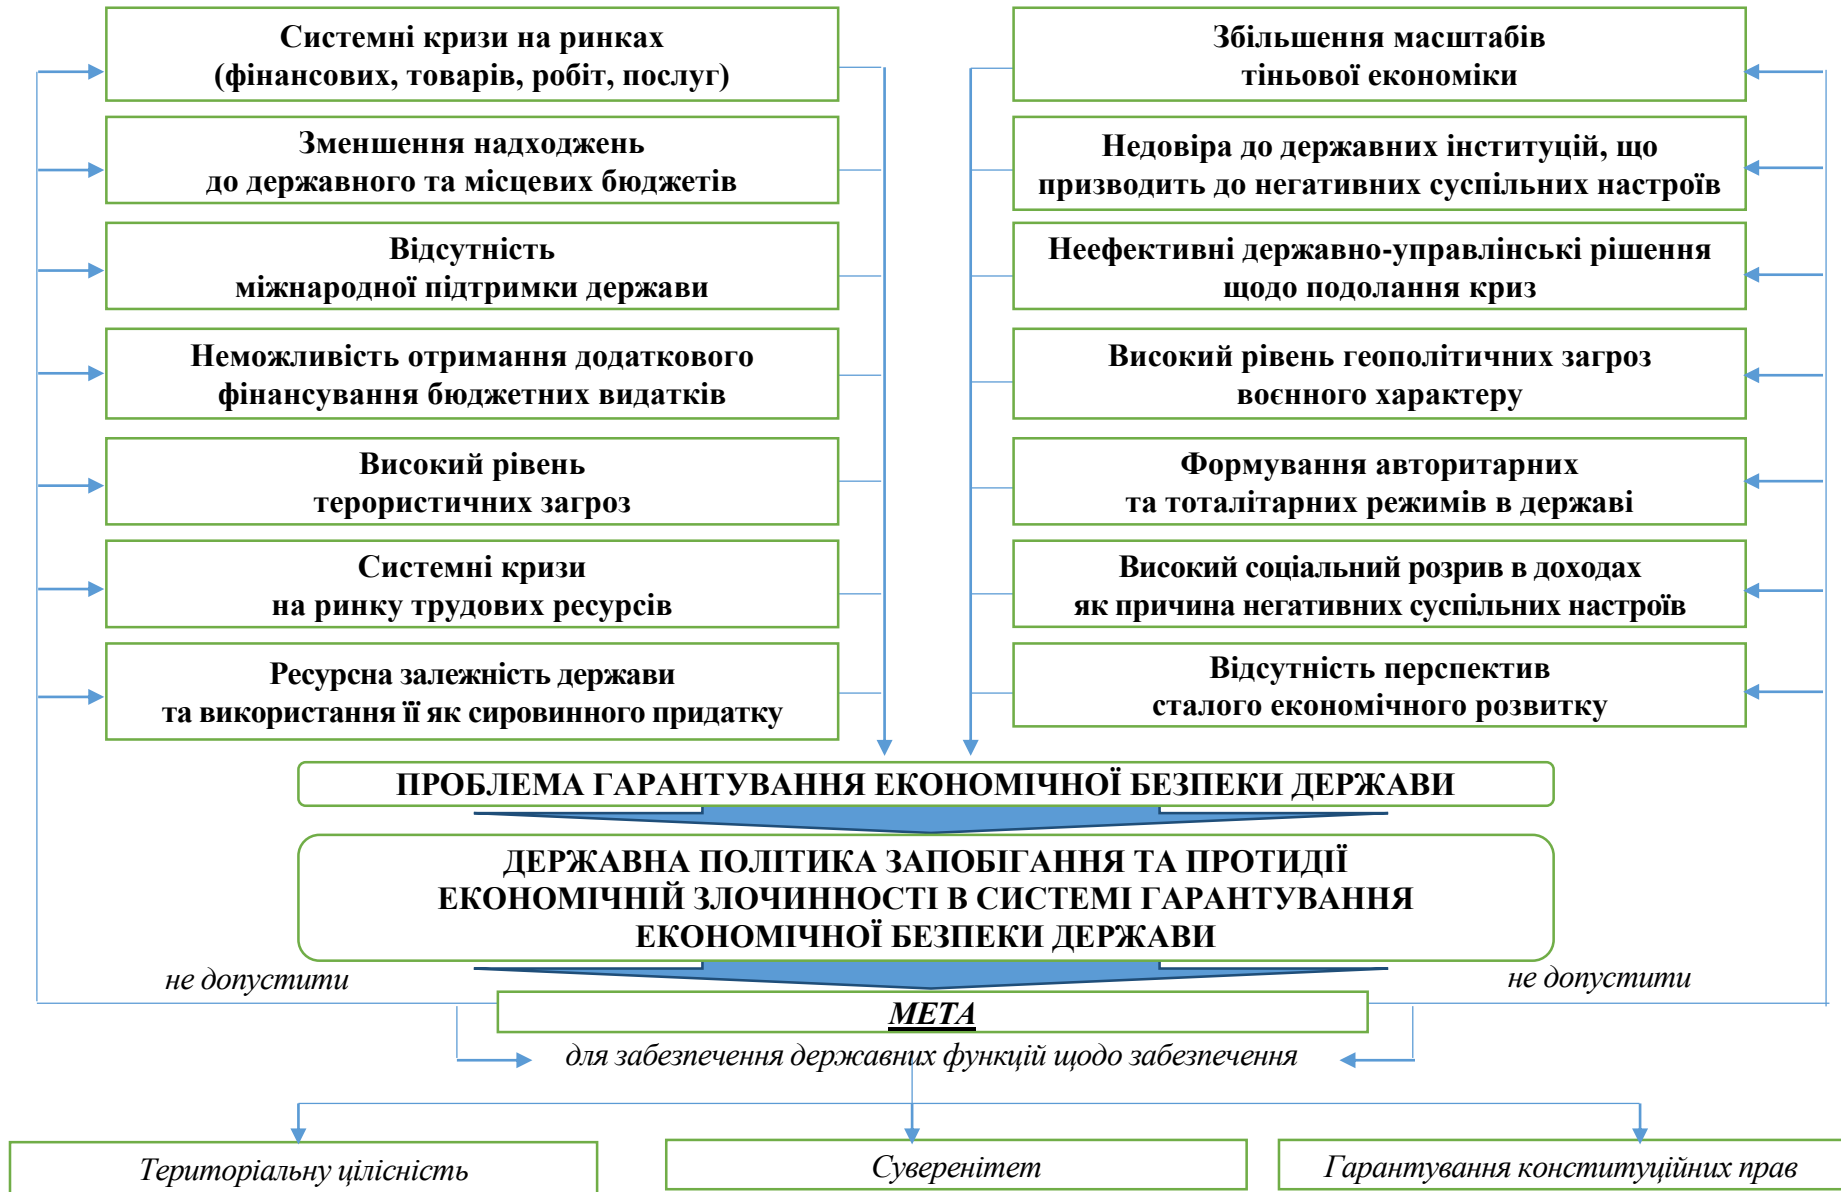 Системні кризи на ринках
(фінансових, товарів, робіт, послуг)
Зменшення надходжень
до державного та місцевих бюджетів
Відсутність
міжнародної підтримки держави
Неможливість отримання додаткового
фінансування бюджетних видатків
Високий рівень
терористичних загроз
Системні кризи
на ринку трудових ресурсів
Ресурсна залежність держави
та використання її як сировинного придатку
Збільшення масштабів
тіньової економіки
Недовіра до державних інституцій, що
призводить до негативних суспільних настроїв
Неефективні державно-управлінські рішення
щодо подолання криз
Високий рівень геополітичних загроз
воєнного характеру
Формування авторитарних
та тоталітарних режимів в державі
Високий соціальний розрив в доходах
як причина негативних суспільних настроїв
Відсутність перспектив
сталого економічного розвитку
ПРОБЛЕМА ГАРАНТУВАННЯ ЕКОНОМІЧНОЇ БЕЗПЕКИ ДЕРЖАВИ
ДЕРЖАВНА ПОЛІТИКА ЗАПОБІГАННЯ ТА ПРОТИДІЇ
ЕКОНОМІЧНІЙ ЗЛОЧИННОСТІ В СИСТЕМІ ГАРАНТУВАННЯ
ЕКОНОМІЧНОЇ БЕЗПЕКИ ДЕРЖАВИ
не допустити
не допустити
МЕТА
для забезпечення державних функцій щодо забезпечення
Територіальну цілісність
Суверенітет
Гарантування конституційних прав